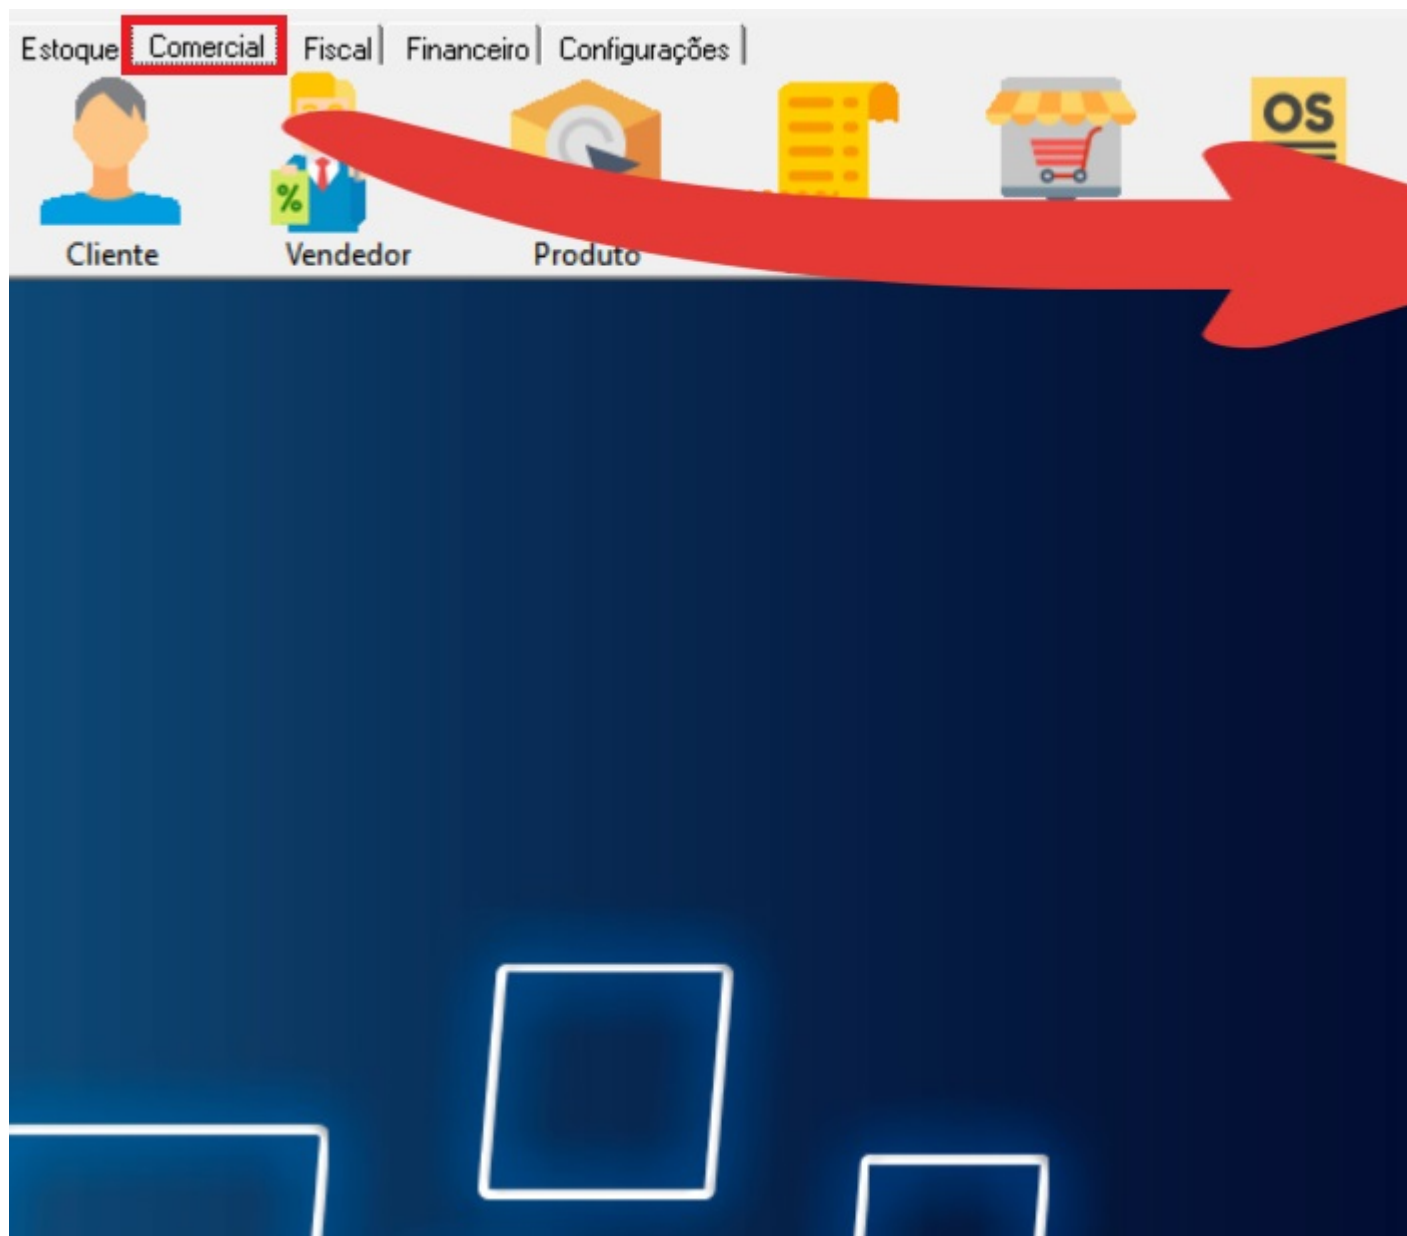 Estoque Comercial Fiscal Financeiro Configurações
% OS
Cliente Vendedor Produto